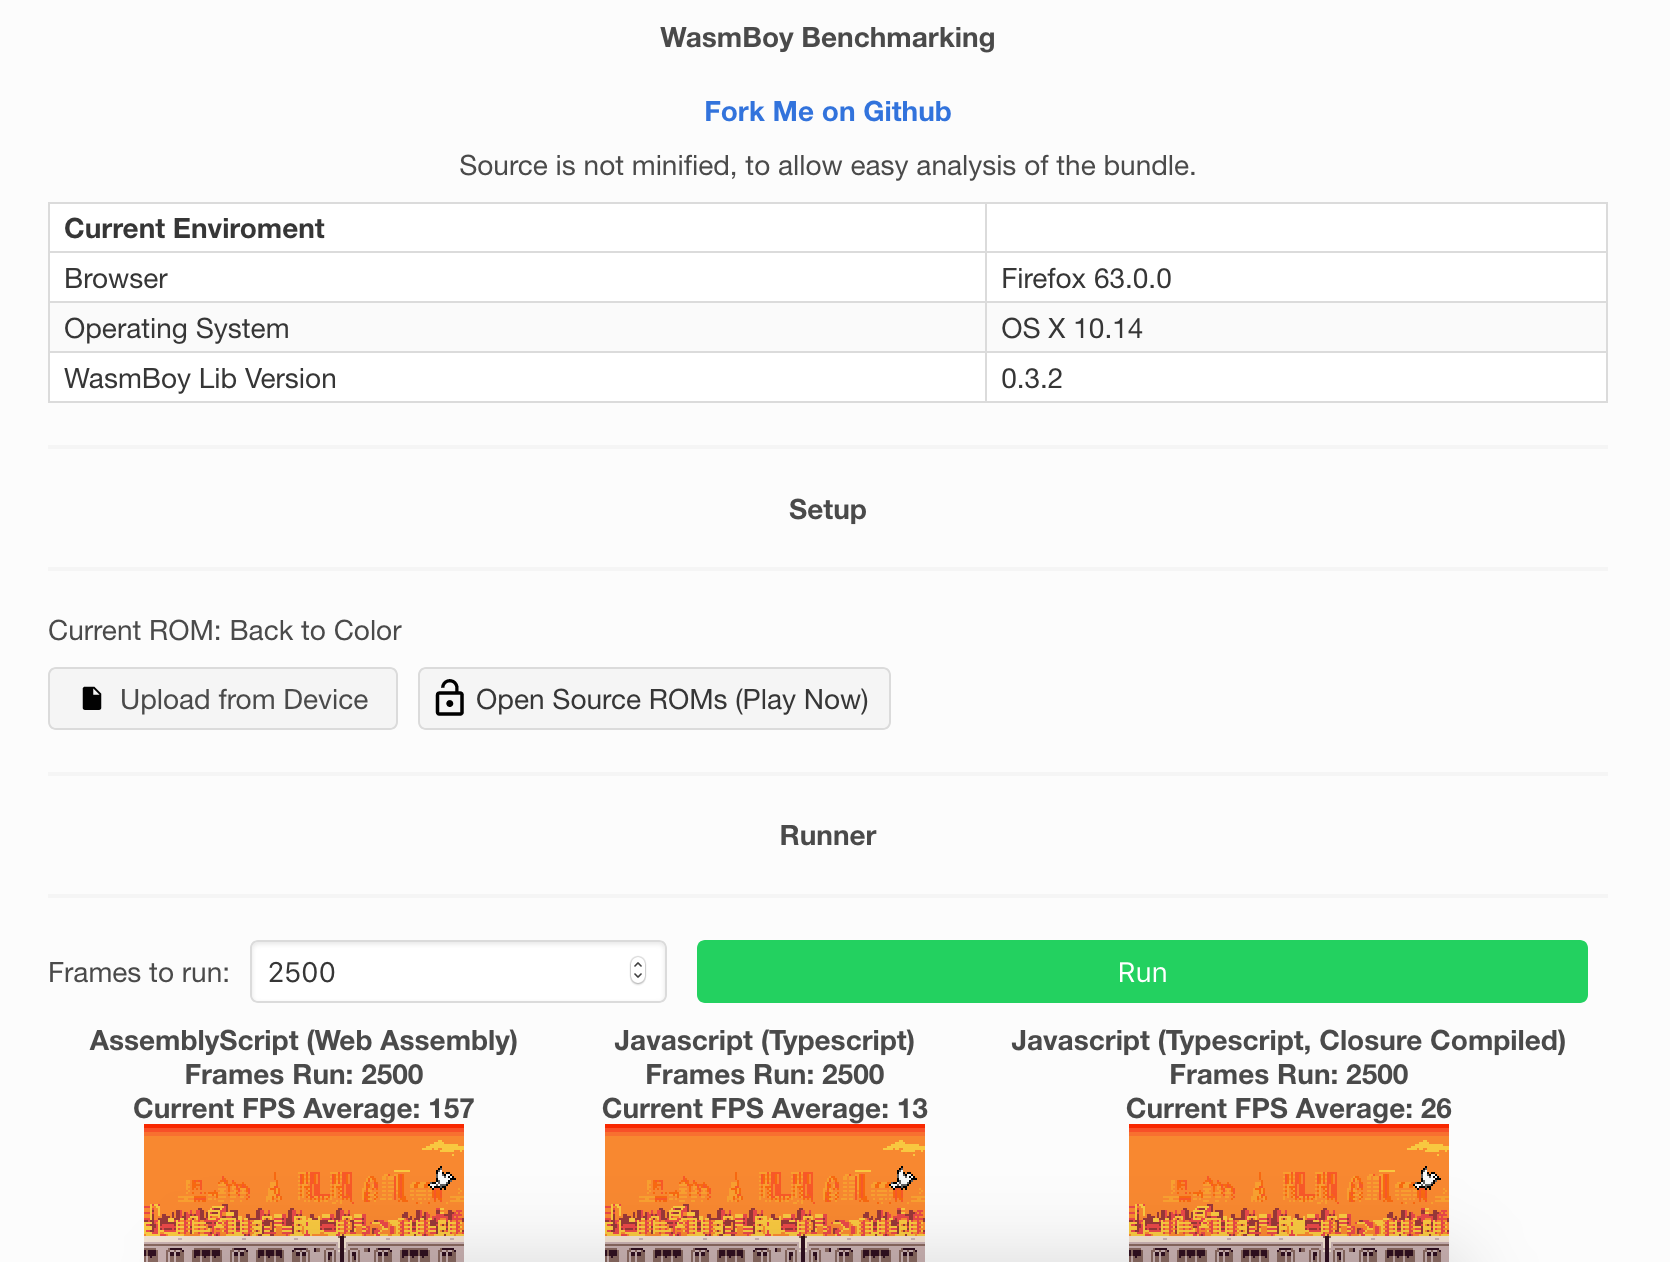 WasmBoy Benchmarking
Fork Me on Github
Source is not minified, to allow easy analysis of the bundle.
Current Enviroment
Browser Firefox 63.0.0
Operating System OS X 10.14
WasmBoy Lib Version 0.3.2
Setup
Current ROM: Back to Color
Upload from Device Open Source ROMs (Play Now)
Runner
Frames to run: 2500 Run
AssemblyScript (Web Assembly) Javascript (Typescript) Javascript (Typescript, Closure Compiled)
Frames Run: 2500 Frames Run: 2500 Frames Run: 2500
Current FPS Average: 157 Current FPS Average: 13 Current FPS Average: 26